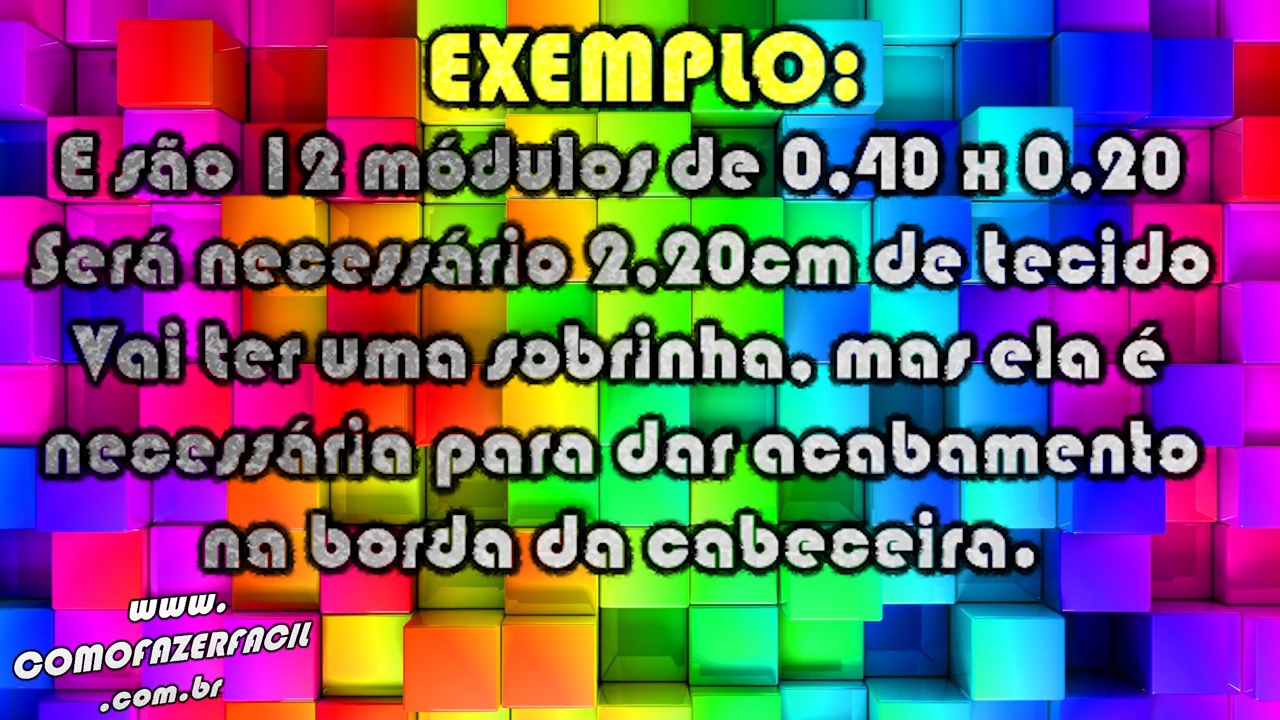 EXEMPLO:
E são 12 módulos de 0,40 x 0,20
Será necessário 2,20cm de tecido
Vai ter uma sobrinha, mas ela é
necessária para dar acabamento
na borda da cabeceira.
www.
COMOFAZERFACIL
.com.br